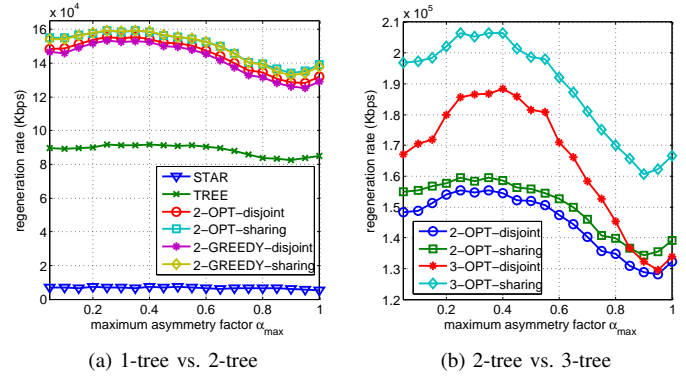 x 10⁴
16
14
12
10
8
6
4
2
0
regeneration rate (Kbps)
STAR
TREE
2−OPT−disjoint
2−OPT−sharing
2−GREEDY−disjoint
2−GREEDY−sharing
0.2 0.4 0.6 0.8 1
maximum asymmetry factor α_max
(a) 1-tree vs. 2-tree
x 10⁵
2.1
2
1.9
1.8
1.7
1.6
1.5
1.4
1.3
1.2
regeneration rate (Kbps)
2−OPT−disjoint
2−OPT−sharing
3−OPT−disjoint
3−OPT−sharing
0 0.2 0.4 0.6 0.8 1
maximum asymmetry factor α_max
(b) 2-tree vs. 3-tree